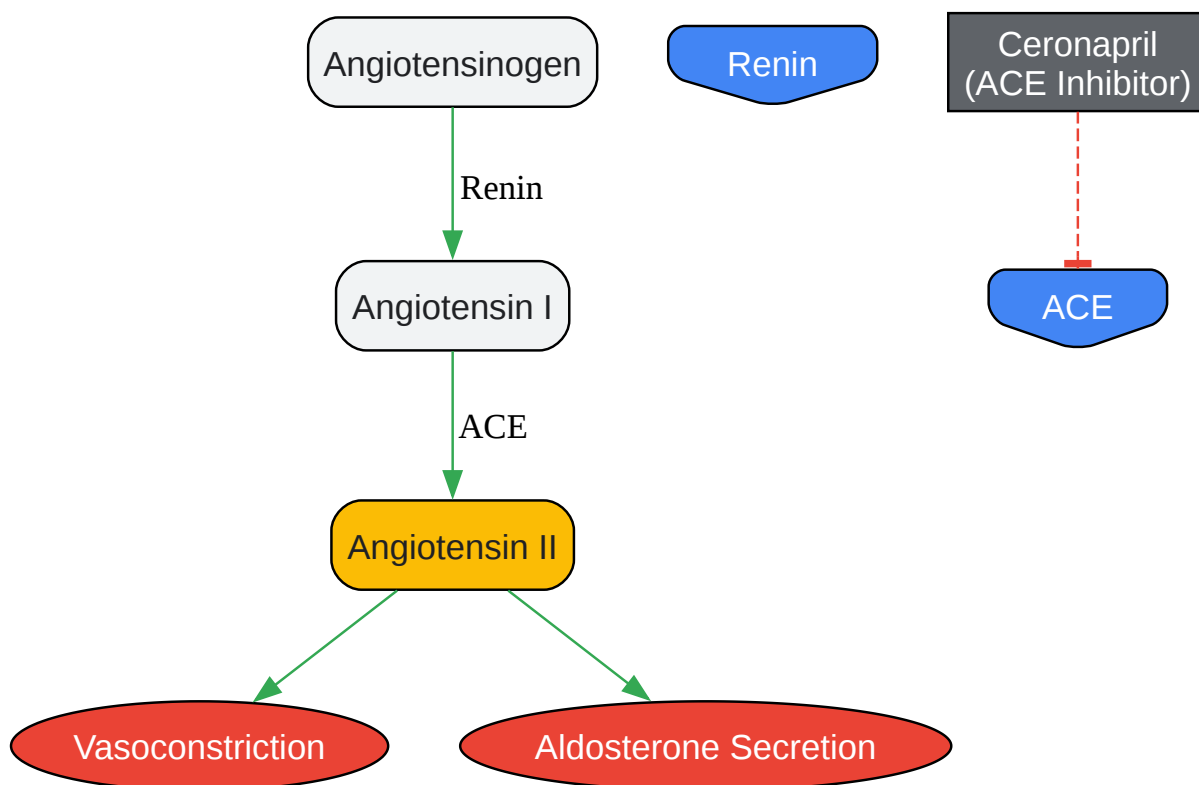 Angiotensinogen
Renin
Ceronapril
(ACE Inhibitor)
Renin
Angiotensin I
ACE
ACE
Angiotensin II
Vasoconstriction
Aldosterone Secretion